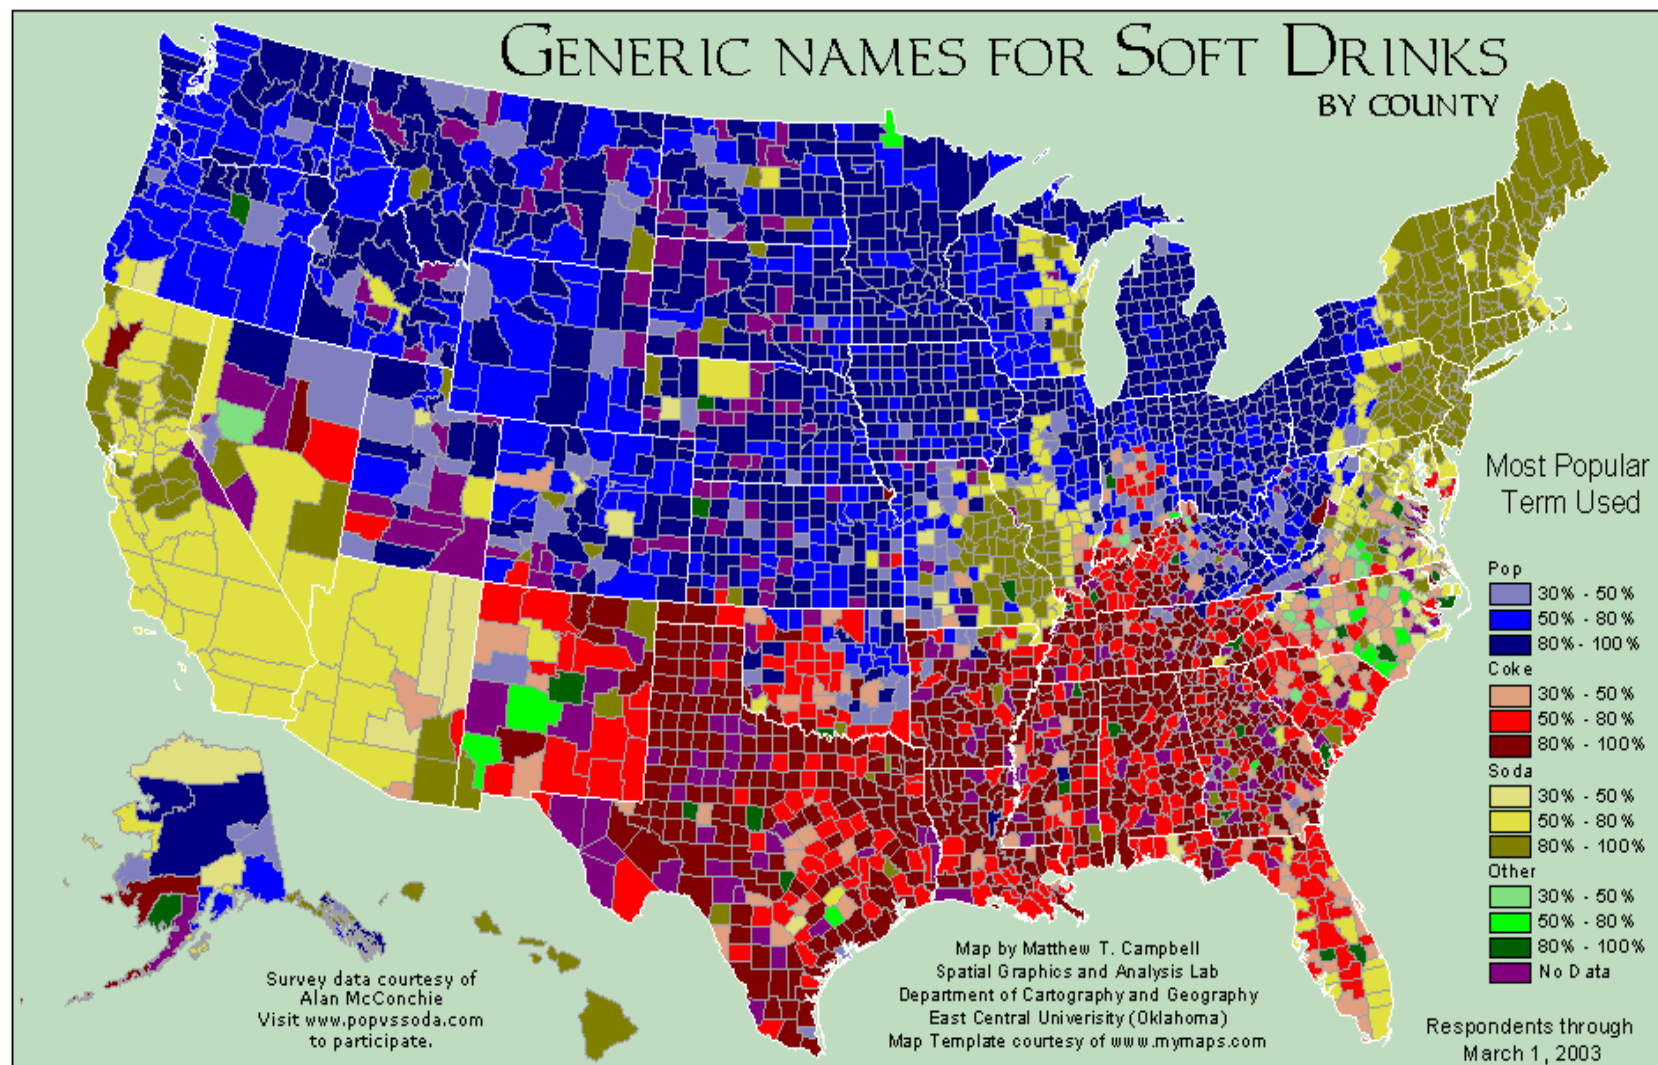 GENERIC NAMES FOR SOFT DRINKS
BY COUNTY
Most Popular
Term Used
Pop
30% - 50%
50% - 80%
80% - 100%
Coke
30% - 50%
50% - 80%
80% - 100%
Soda
30% - 50%
50% - 80%
80% - 100%
Other
30% - 50%
50% - 80%
80% - 100%
No Data
Survey data courtesy of
Alan McConchie
Visit www.popvssoda.com
to participate.
Map by Matthew T. Campbell
Spatial Graphics and Analysis Lab
Department of Cartography and Geography
East Central Univerisity (Oklahoma)
Map Template courtesy of www.mymaps.com
Respondents through
March 1, 2003